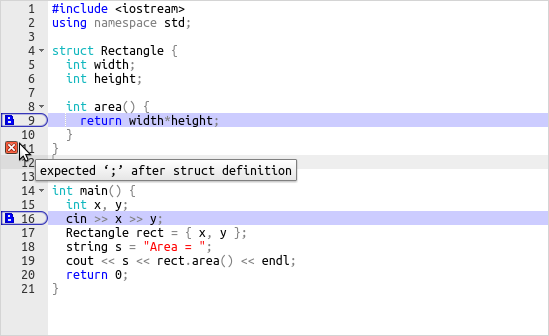 1 #include <iostream>
2 using namespace std;
3
4 struct Rectangle {
5 int width;
6 int height;
7
8 int area() {
9 return width*height;
10 }
11 }
12
expected ‘;’ after struct definition
13
14 int main() {
15 int x, y;
16 cin >> x >> y;
17 Rectangle rect = { x, y };
18 string s = "Area = ";
19 cout << s << rect.area() << endl;
20 return 0;
21 }